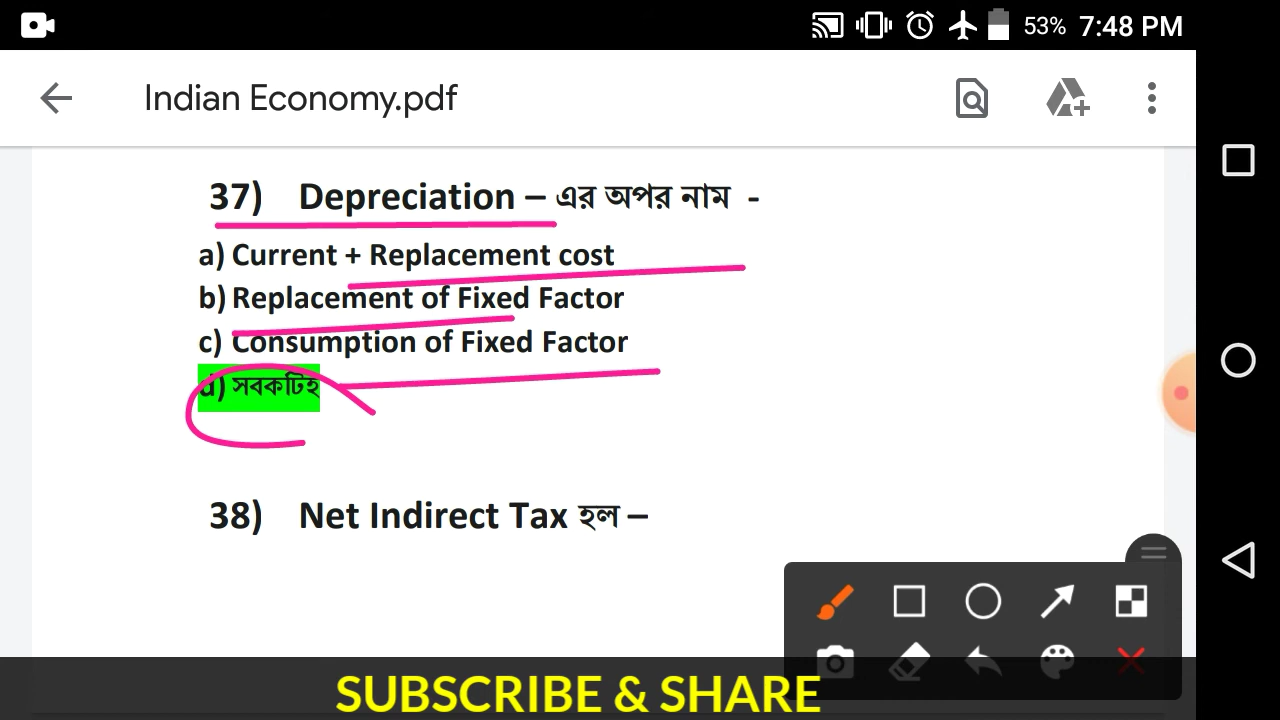 53% 7:48 PM
Indian Economy.pdf
37) Depreciation – এর অপর নাম -
a) Current + Replacement cost
b) Replacement of Fixed Factor
c) Consumption of Fixed Factor
d) সবকটিই
38) Net Indirect Tax হল –
SUBSCRIBE & SHARE